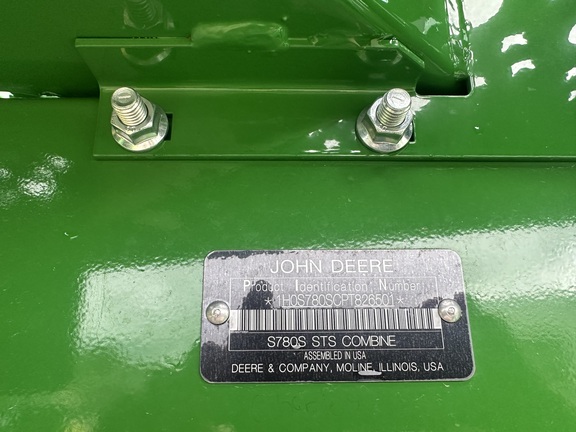 JOHN DEERE
Product Identification Number
*1H0S780SCPT826501*
S780S STS COMBINE
ASSEMBLED IN USA
DEERE & COMPANY, MOLINE, ILLINOIS, USA